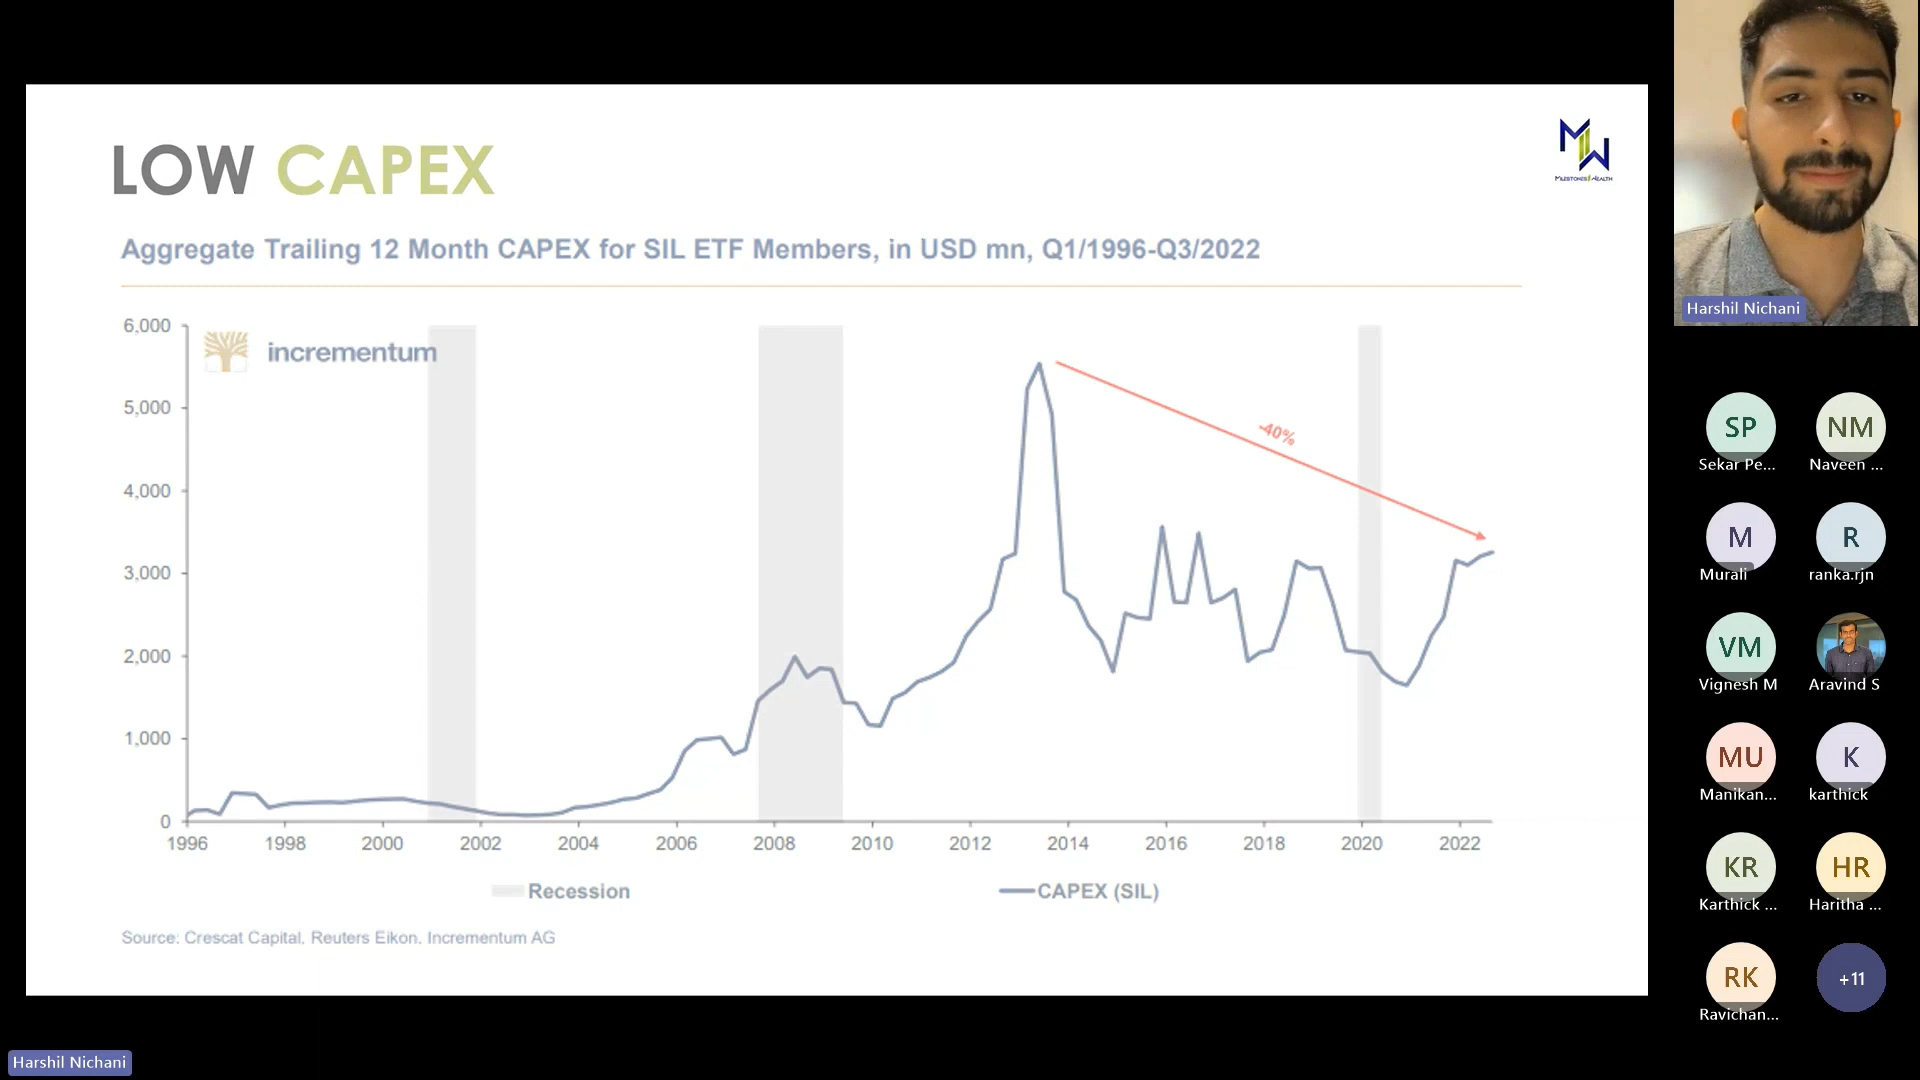 LOW CAPEX
MILESTONES WEALTH
Aggregate Trailing 12 Month CAPEX for SIL ETF Members, in USD mn, Q1/1996-Q3/2022
incrementum
6,000
5,000
4,000
3,000
2,000
1,000
0
-40%
1996 1998 2000 2002 2004 2006 2008 2010 2012 2014 2016 2018 2020 2022
Recession CAPEX (SIL)
Source: Crescat Capital, Reuters Eikon, Incrementum AG
Harshil Nichani
Harshil Nichani
SP NM
Sekar Pe... Naveen ...
M R
Murali ranka.rjn
VM
Vignesh M Aravind S
MU K
Manikan... karthick
KR HR
Karthick ... Haritha ...
RK +11
Ravichan...